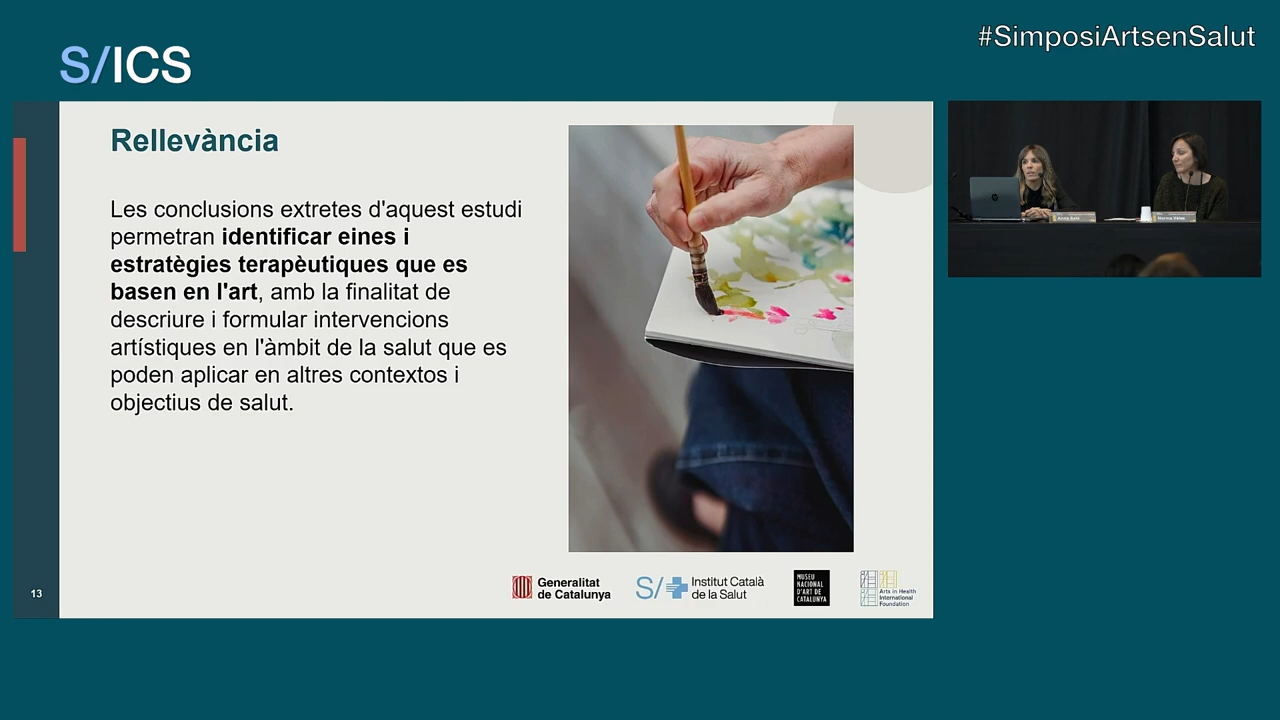 #SimposiArtsenSalut
S/ICS
Rellevància
Les conclusions extretes d'aquest estudi
permetran identificar eines i
estratègies terapèutiques que es
basen en l'art, amb la finalitat de
descriure i formular intervencions
artístiques en l'àmbit de la salut que es
poden aplicar en altres contextos i
objectius de salut.
13
Generalitat
de Catalunya
S/
Institut Català
de la Salut
MUSEU
NACIONAL
D'ART DE
CATALUNYA
Arts in Health
International
Foundation